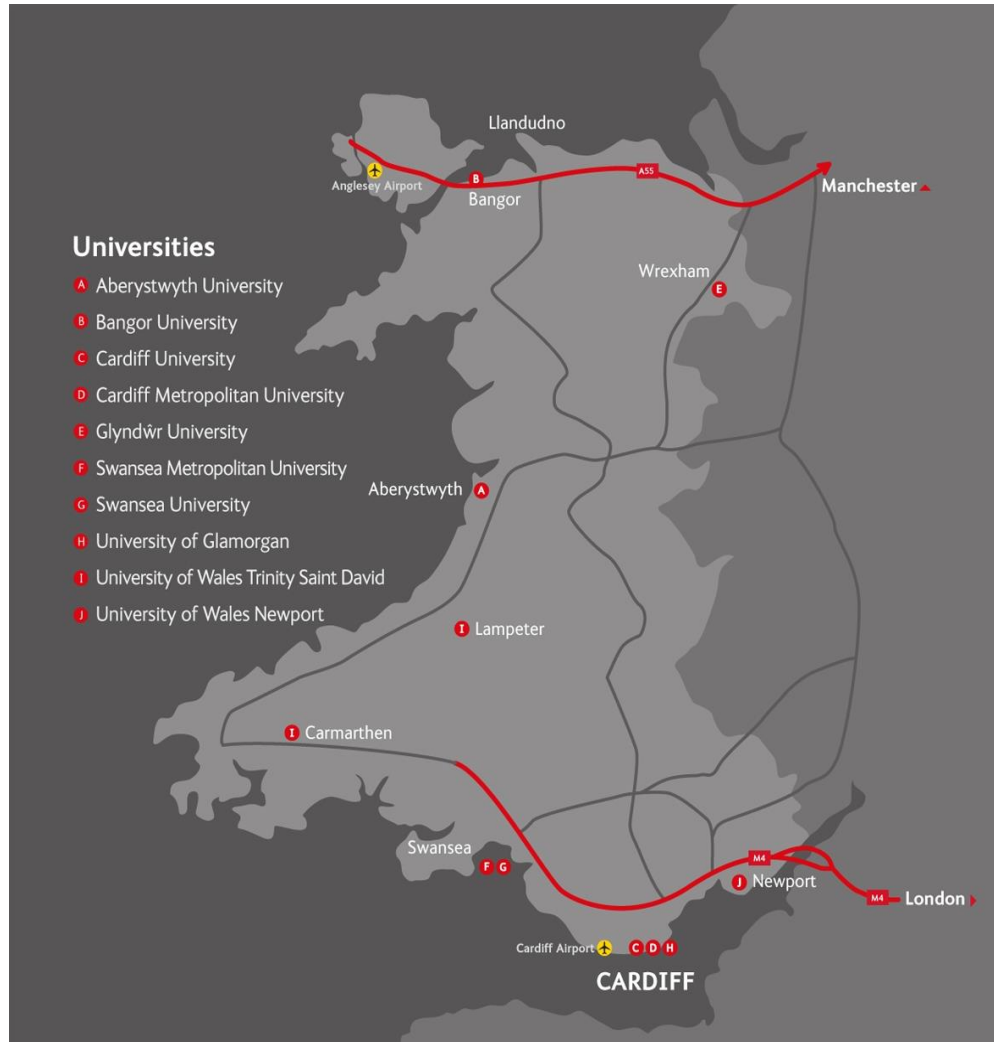 Llandudno
A55
Manchester
Anglesey Airport
B
Bangor
Universities
Wrexham
E
A Aberystwyth University
B Bangor University
C Cardiff University
D Cardiff Metropolitan University
E Glyndŵr University
F Swansea Metropolitan University
G Swansea University
H University of Glamorgan
I University of Wales Trinity Saint David
J University of Wales Newport
Aberystwyth A
I Lampeter
I Carmarthen
Swansea
F G
M4
J Newport
M4 London
Cardiff Airport C D H
CARDIFF